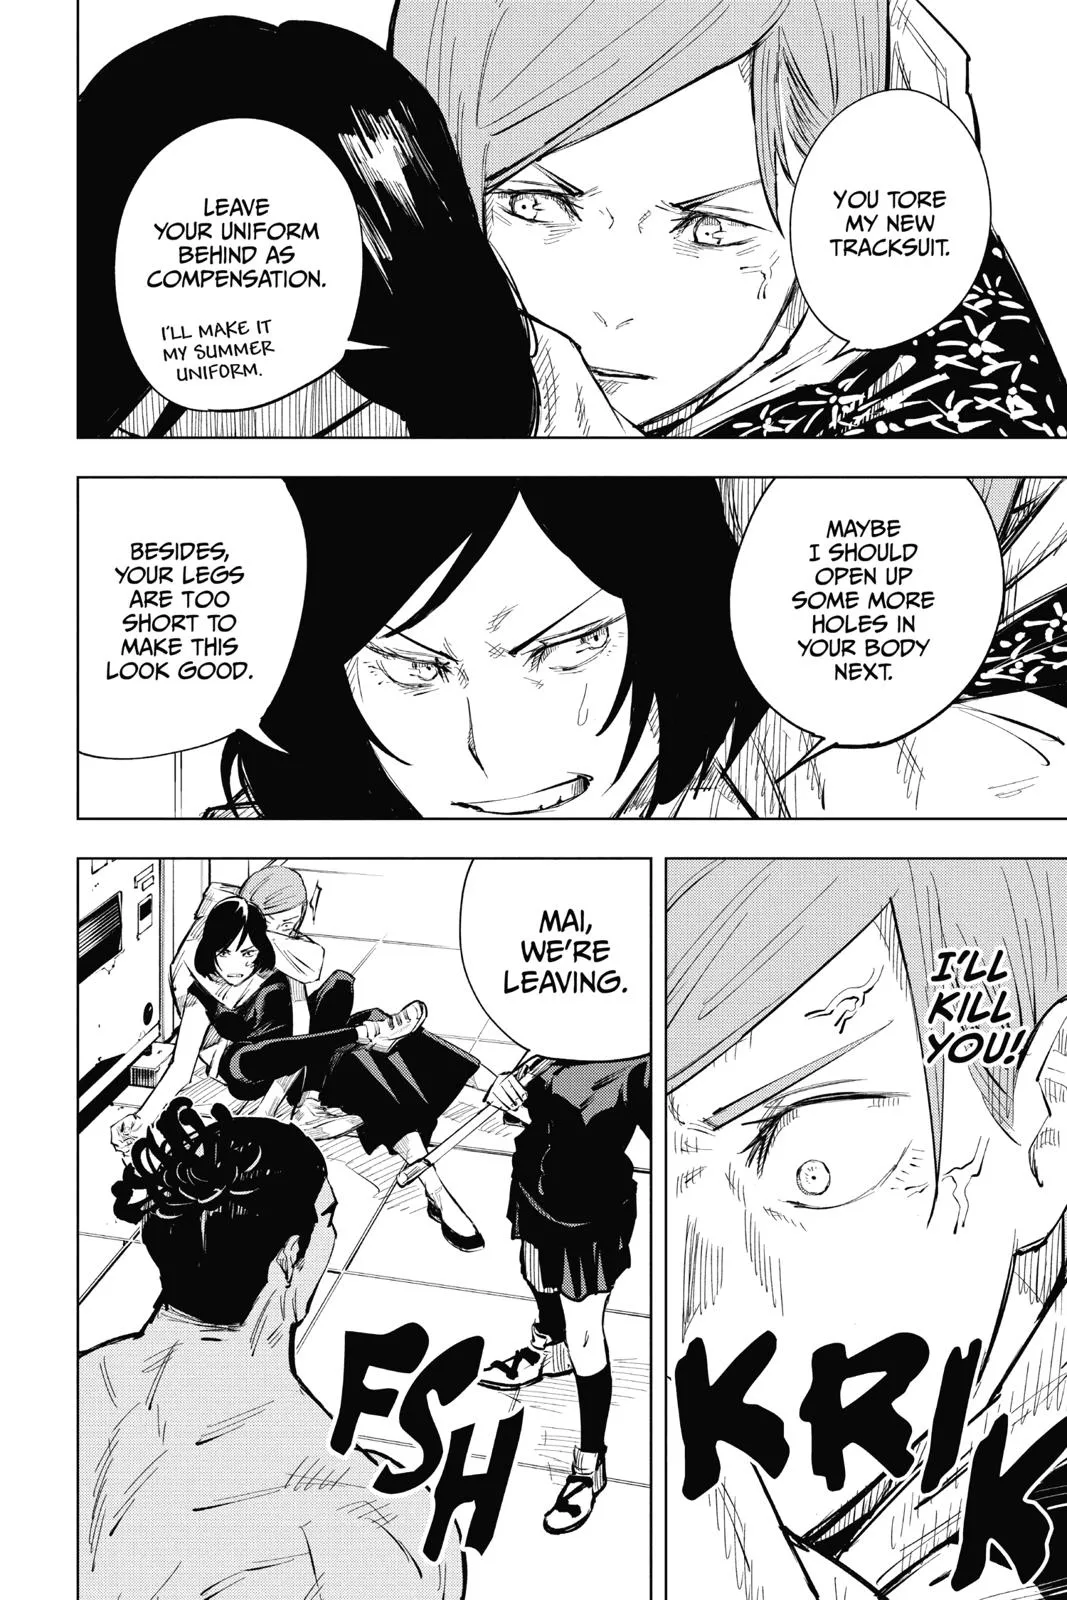 YOU TORE
MY NEW
TRACKSUIT.
LEAVE
YOUR UNIFORM
BEHIND AS
COMPENSATION.
I'LL MAKE IT
MY SUMMER
UNIFORM.
MAYBE
I SHOULD
OPEN UP
SOME MORE
HOLES IN
YOUR BODY
NEXT.
BESIDES,
YOUR LEGS
ARE TOO
SHORT TO
MAKE THIS
LOOK GOOD.
I'LL
KILL
YOU!
KRIK
MAI,
WE'RE
LEAVING.
FSH